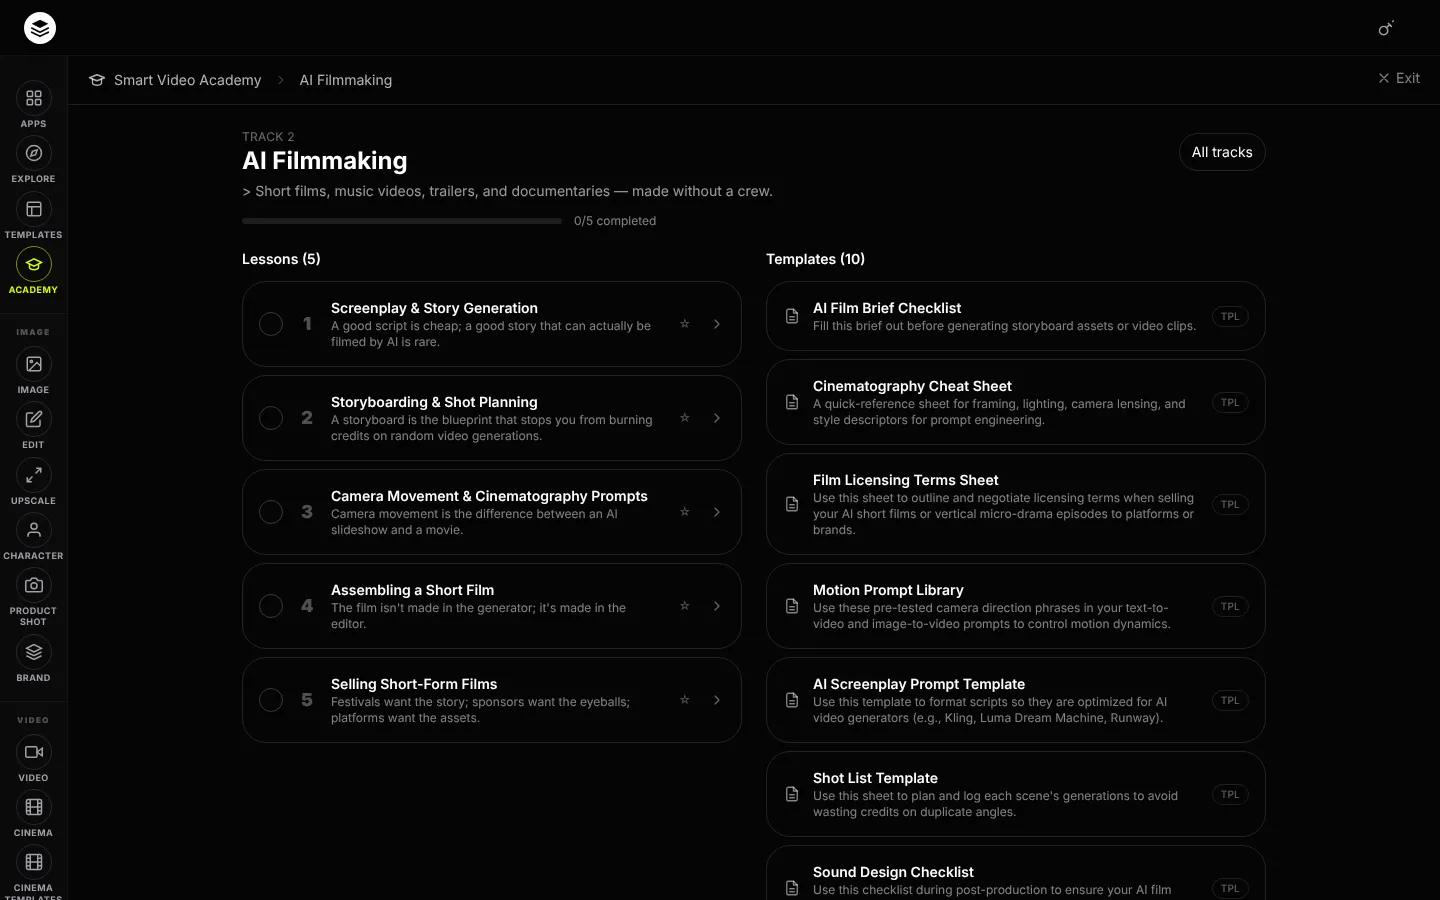 Smart Video Academy
AI Filmmaking
Exit
APPS
EXPLORE
TEMPLATES
ACADEMY
IMAGE
IMAGE
EDIT
UPSCALE
CHARACTER
PRODUCT
SHOT
BRAND
VIDEO
VIDEO
CINEMA
CINEMA
TEMPLATES
TRACK 2
AI Filmmaking
> Short films, music videos, trailers, and documentaries — made without a crew.
0/5 completed
All tracks
Lessons (5)
1
Screenplay & Story Generation
A good script is cheap; a good story that can actually be
filmed by AI is rare.
2
Storyboarding & Shot Planning
A storyboard is the blueprint that stops you from burning
credits on random video generations.
3
Camera Movement & Cinematography Prompts
Camera movement is the difference between an AI
slideshow and a movie.
4
Assembling a Short Film
The film isn't made in the generator; it's made in the
editor.
5
Selling Short-Form Films
Festivals want the story; sponsors want the eyeballs;
platforms want the assets.
Templates (10)
AI Film Brief Checklist
Fill this brief out before generating storyboard assets or video clips.
TPL
Cinematography Cheat Sheet
A quick-reference sheet for framing, lighting, camera lensing, and
style descriptors for prompt engineering.
TPL
Film Licensing Terms Sheet
Use this sheet to outline and negotiate licensing terms when selling
your AI short films or vertical micro-drama episodes to platforms or
brands.
TPL
Motion Prompt Library
Use these pre-tested camera direction phrases in your text-to-
video and image-to-video prompts to control motion dynamics.
TPL
AI Screenplay Prompt Template
Use this template to format scripts so they are optimized for AI
video generators (e.g., Kling, Luma Dream Machine, Runway).
TPL
Shot List Template
Use this sheet to plan and log each scene's generations to avoid
wasting credits on duplicate angles.
TPL
Sound Design Checklist
Use this checklist during post-production to ensure your AI film
TPL